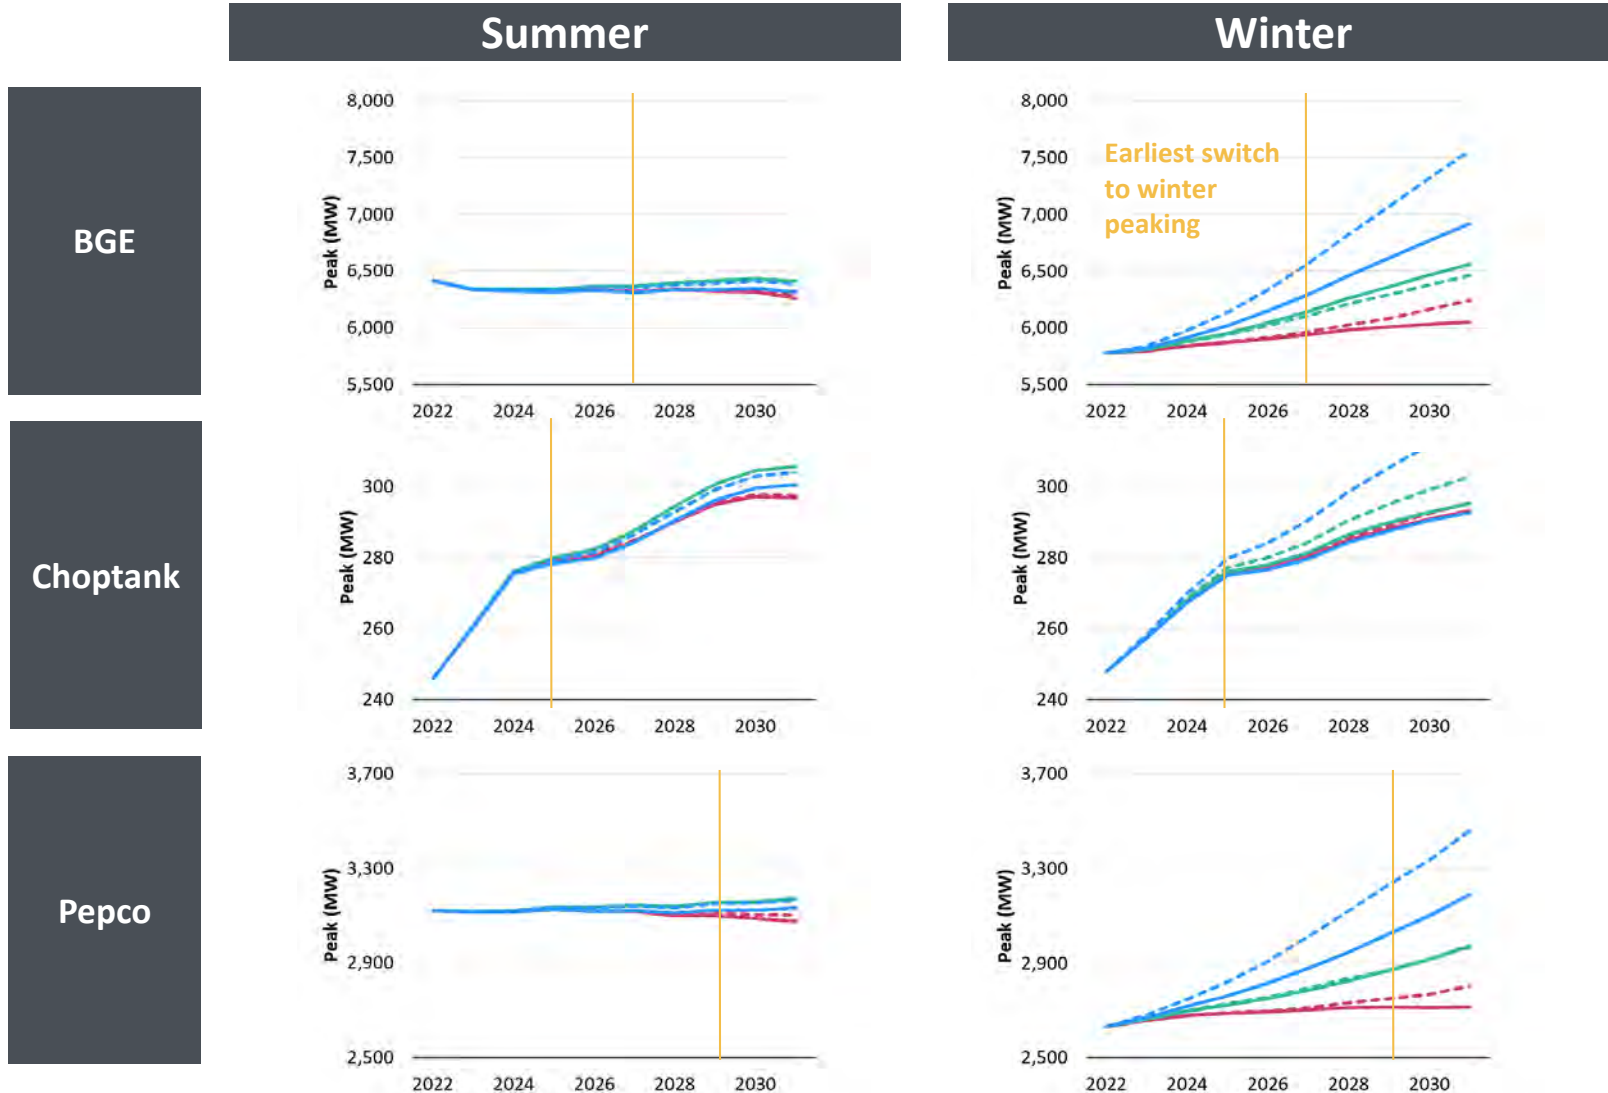 Summer
Winter
BGE
Peak (MW)
8,000
7,500
7,000
6,500
6,000
5,500
2022 2024 2026 2028 2030
Peak (MW)
8,000
7,500
7,000
6,500
6,000
5,500
2022 2024 2026 2028 2030
Earliest switch
to winter
peaking
Choptank
Peak (MW)
300
280
260
240
2022 2024 2026 2028 2030
Peak (MW)
300
280
260
240
2022 2024 2026 2028 2030
Pepco
Peak (MW)
3,700
3,300
2,900
2,500
2022 2024 2026 2028 2030
Peak (MW)
3,700
3,300
2,900
2,500
2022 2024 2026 2028 2030